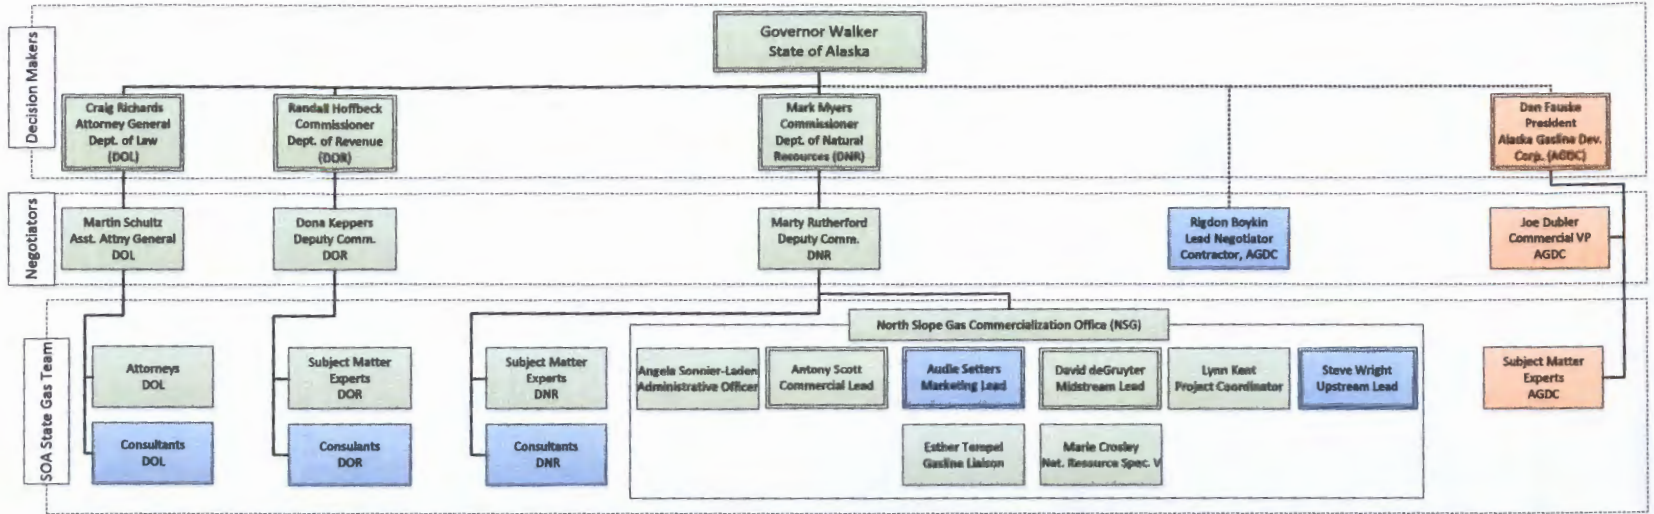 Decision Makers
Governor Walker
State of Alaska
Craig Richards
Attorney General
Dept. of Law
(DOL)
Randall Hoffbeck
Commissioner
Dept. of Revenue
(DOR)
Mark Myers
Commissioner
Dept. of Natural
Resources (DNR)
Dan Fauske
President
Alaska Gasline Dev.
Corp. (AGDC)
Negotiators
Martin Schultz
Asst. Attny General
DOL
Dona Keppers
Deputy Comm.
DOR
Marty Rutherford
Deputy Comm.
DNR
Rigdon Boykin
Lead Negotiator
Contractor, AGDC
Joe Dubler
Commercial VP
AGDC
SOA State Gas Team
North Slope Gas Commercialization Office (NSG)
Attorneys
DOL
Subject Matter
Experts
DOR
Subject Matter
Experts
DNR
Angela Sonnier-Laden
Administrative Officer
Antony Scott
Commercial Lead
Audie Setters
Marketing Lead
David deGruyter
Midstream Lead
Lynn Kent
Project Coordinator
Steve Wright
Upstream Lead
Subject Matter
Experts
AGDC
Consultants
DOL
Consulants
DOR
Consultants
DNR
Esther Tempel
Gasline Liaison
Marie Crosley
Nat. Resource Spec. V